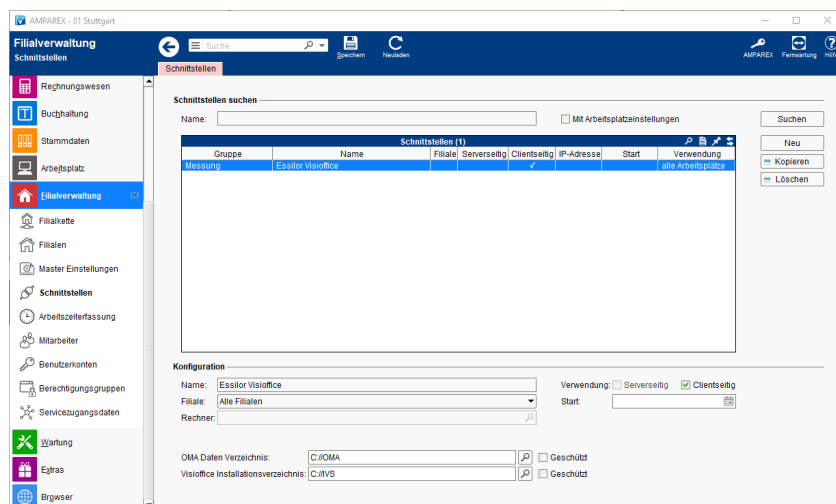 AMPAREX - 01 Stuttgart
Filialverwaltung
Schnittstellen
Suche
Speichern
Neuladen
AMPAREX
Fernwartung
Hilfe
Schnittstellen
Rechnungswesen
Buchhaltung
Stammdaten
Arbeitsplatz
Filialverwaltung
Filialkette
Filialen
Master Einstellungen
Schnittstellen
Arbeitszeiterfassung
Mitarbeiter
Benutzerkonten
Berechtigungsgruppen
Servicezugangsdaten
Wartung
Extras
Browser
Schnittstellen suchen
Name:
Mit Arbeitsplatzeinstellungen
Suchen
Schnittstellen (1)
Gruppe Name Filiale Serverseitig Clientseitig IP-Adresse Start Verwendung
Messung Essilor Visioffice ✓ alle Arbeitsplätze
Neu
Kopieren
Löschen
Konfiguration
Name: Essilor Visioffice Verwendung: Serverseitig Clientseitig
Filiale: Alle Filialen Start:
Rechner:
OMA Daten Verzeichnis: C://OMA Geschützt
Visioffice Installationsverzeichnis: C://IVS Geschützt